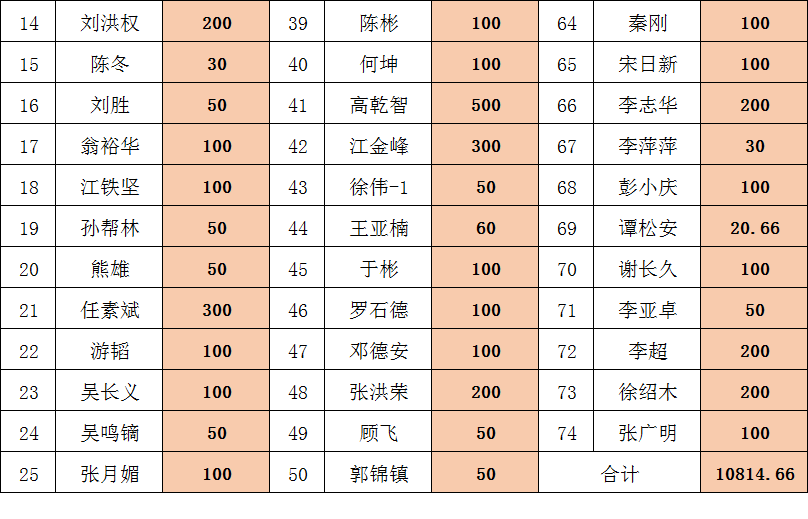 14 刘洪权 200 39 陈彬 100 64 秦刚 100
15 陈冬 30 40 何坤 100 65 宋日新 100
16 刘胜 50 41 高乾智 500 66 李志华 200
17 翁裕华 100 42 江金峰 300 67 李萍萍 30
18 江铁坚 100 43 徐伟-1 50 68 彭小庆 100
19 孙帮林 50 44 王亚楠 60 69 谭松安 20.66
20 熊雄 50 45 于彬 100 70 谢长久 100
21 任素斌 300 46 罗石德 100 71 李亚卓 50
22 游韬 100 47 邓德安 100 72 李超 200
23 吴长义 100 48 张洪荣 200 73 徐绍木 200
24 吴鸣镝 50 49 顾飞 50 74 张广明 100
25 张月媚 100 50 郭锦镇 50 合计 10814.66